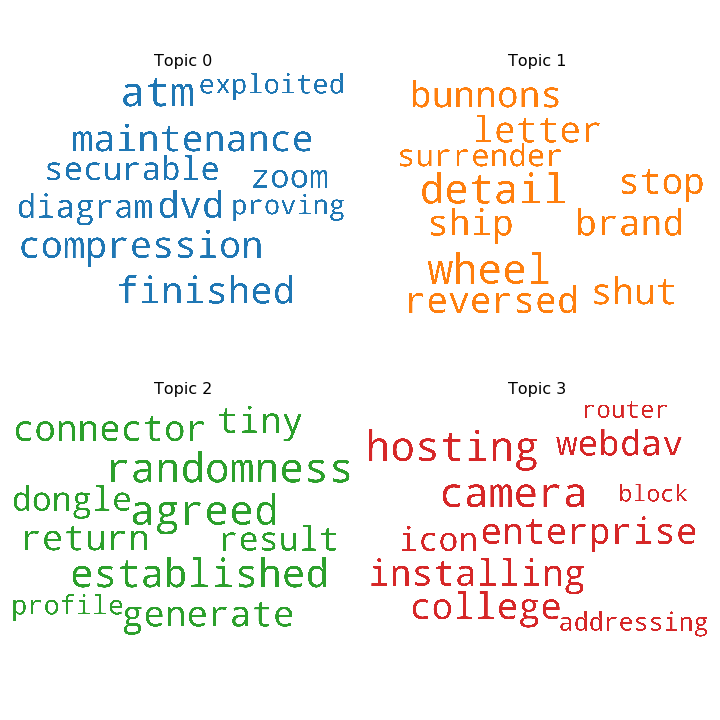 Topic 0
atm exploited
maintenance
securable zoom
diagram dvd proving
compression
finished
Topic 1
bunnons
letter
surrender
detail stop
ship brand
wheel
reversed shut
Topic 2
connector tiny
randomness
dongle agreed
return result
established
profile generate
Topic 3
router
hosting webdav
camera block
icon enterprise
installing
college addressing